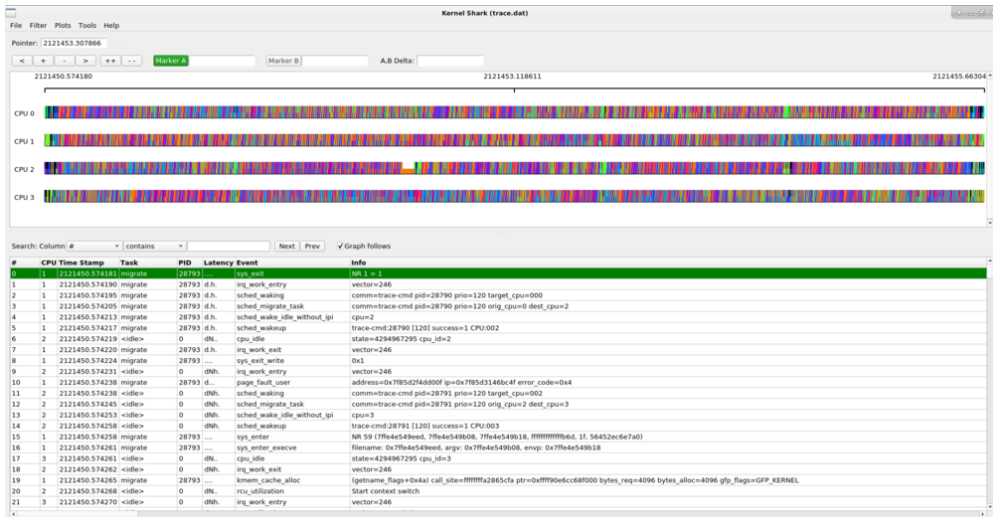 Kernel Shark (trace.dat)
File Filter Plots Tools Help
Pointer: 2121453.307866
< + - > ++ -- Marker A Marker B A,B Delta:
2121450.574180 2121453.118611 2121455.66304
CPU 0
CPU 1
CPU 2
CPU 3
Search: Column # contains Next Prev ✓Graph follows
# CPU Time Stamp Task PID Latency Event Info
0 1 2121450.574181 migrate 28793 .... sys_exit NR 1 = 1
1 1 2121450.574190 migrate 28793 d.h. irq_work_entry vector=246
2 1 2121450.574195 migrate 28793 d.h. sched_waking comm=trace-cmd pid=28790 prio=120 target_cpu=000
3 1 2121450.574205 migrate 28793 d.h. sched_migrate_task comm=trace-cmd pid=28790 prio=120 orig_cpu=0 dest_cpu=2
4 1 2121450.574213 migrate 28793 d.h. sched_wake_idle_without_ipi cpu=2
5 1 2121450.574217 migrate 28793 d.h. sched_wakeup trace-cmd:28790 [120] success=1 CPU:002
6 2 2121450.574219 <idle> 0 dN.. cpu_idle state=4294967295 cpu_id=2
7 1 2121450.574220 migrate 28793 d.h. irq_work_exit vector=246
8 1 2121450.574224 migrate 28793 .... sys_exit_write 0x1
9 2 2121450.574231 <idle> 0 dNh. irq_work_entry vector=246
10 1 2121450.574238 migrate 28793 d... page_fault_user address=0x7f85d2f4dd00f ip=0x7f85d3146bc4f error_code=0x4
11 2 2121450.574238 <idle> 0 dNh. sched_waking comm=trace-cmd pid=28791 prio=120 target_cpu=002
12 2 2121450.574245 <idle> 0 dNh. sched_migrate_task comm=trace-cmd pid=28791 prio=120 orig_cpu=2 dest_cpu=3
13 2 2121450.574253 <idle> 0 dNh. sched_wake_idle_without_ipi cpu=3
14 2 2121450.574258 <idle> 0 dNh. sched_wakeup trace-cmd:28791 [120] success=1 CPU:003
15 1 2121450.574258 migrate 28793 .... sys_enter NR 59 (7ffe4e549eed, 7ffe4e549b08, 7ffe4e549b18, fffffffffffffb6d, 1f, 56452ec6e7a0)
16 1 2121450.574261 migrate 28793 .... sys_enter_execve filename: 0x7ffe4e549eed, argv: 0x7ffe4e549b08, envp: 0x7ffe4e549b18
17 3 2121450.574261 <idle> 0 dN.. cpu_idle state=4294967295 cpu_id=3
18 2 2121450.574262 <idle> 0 dNh. irq_work_exit vector=246
19 1 2121450.574265 migrate 28793 .... kmem_cache_alloc (getname_flags+0x4a) call_site=ffffffffa2865cfa ptr=0xffff90e6cc68f000 bytes_req=4096 bytes_alloc=4096 gfp_flags=GFP_KERNEL
20 2 2121450.574268 <idle> 0 dN.. rcu_utilization Start context switch
21 3 2121450.574270 <idle> 0 dNh. irq_work_entry vector=246